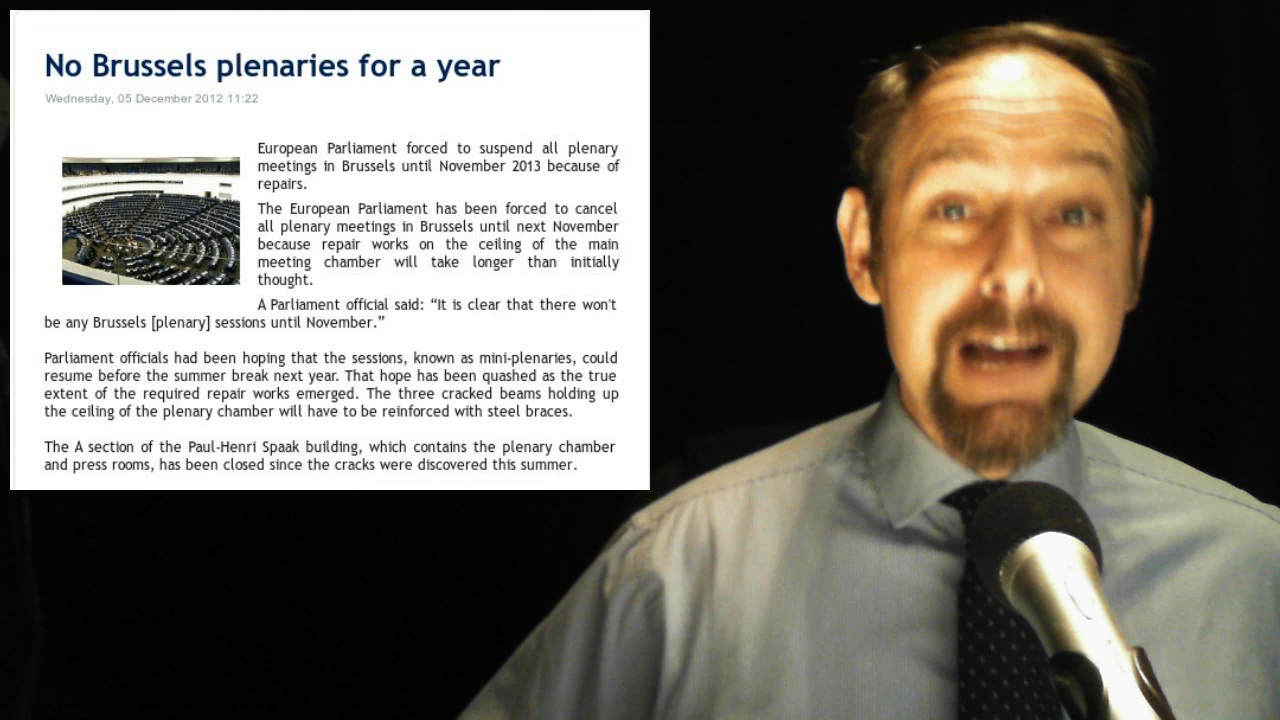 No Brussels plenaries for a year
Wednesday, 05 December 2012 11:22
European Parliament forced to suspend all plenary
meetings in Brussels until November 2013 because of
repairs.
The European Parliament has been forced to cancel
all plenary meetings in Brussels until next November
because repair works on the ceiling of the main
meeting chamber will take longer than initially
thought.
A Parliament official said: “It is clear that there won't
be any Brussels [plenary] sessions until November.”
Parliament officials had been hoping that the sessions, known as mini-plenaries, could
resume before the summer break next year. That hope has been quashed as the true
extent of the required repair works emerged. The three cracked beams holding up
the ceiling of the plenary chamber will have to be reinforced with steel braces.
The A section of the Paul-Henri Spaak building, which contains the plenary chamber
and press rooms, has been closed since the cracks were discovered this summer.